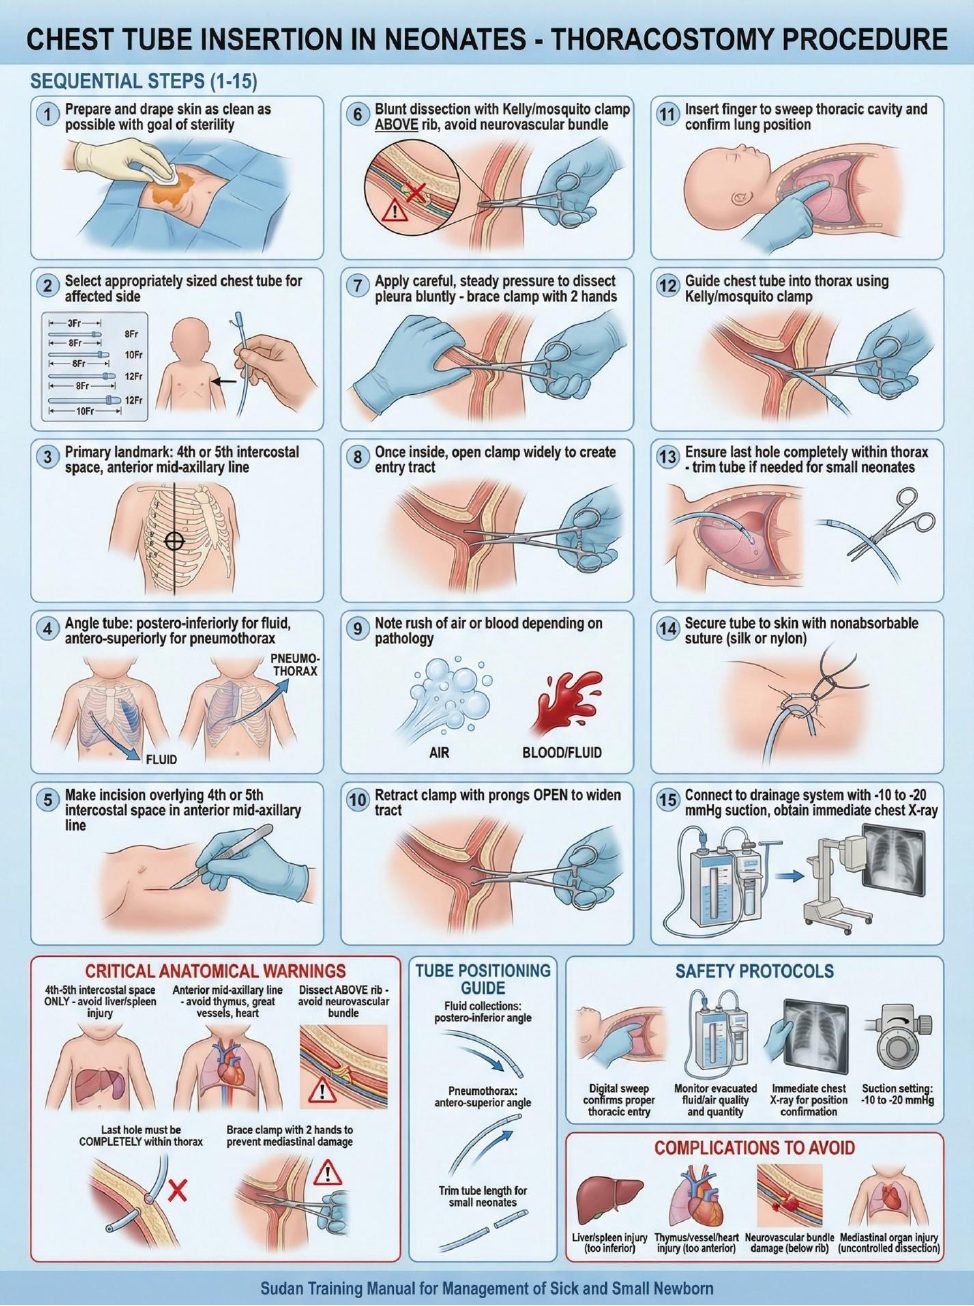 CHEST TUBE INSERTION IN NEONATES - THORACOSTOMY PROCEDURE
SEQUENTIAL STEPS (1-15)
1
Prepare and drape skin as clean as
possible with goal of sterility
2
Select appropriately sized chest tube for
affected side
3Fr
8Fr
8Fr
10Fr
8Fr
12Fr
8Fr
12Fr
10Fr
3
Primary landmark: 4th or 5th intercostal
space, anterior mid-axillary line
4
Angle tube: postero-inferiorly for fluid,
antero-superiorly for pneumothorax
PNEUMO-
THORAX
FLUID
5
Make incision overlying 4th or 5th
intercostal space in anterior mid-axillary
line
6
Blunt dissection with Kelly/mosquito clamp
ABOVE rib, avoid neurovascular bundle
7
Apply careful, steady pressure to dissect
pleura bluntly - brace clamp with 2 hands
8
Once inside, open clamp widely to create
entry tract
9
Note rush of air or blood depending on
pathology
AIR
BLOOD/FLUID
10
Retract clamp with prongs OPEN to widen
tract
11
Insert finger to sweep thoracic cavity and
confirm lung position
12
Guide chest tube into thorax using
Kelly/mosquito clamp
13
Ensure last hole completely within thorax
- trim tube if needed for small neonates
14
Secure tube to skin with nonabsorbable
suture (silk or nylon)
15
Connect to drainage system with -10 to -20
mmHg suction, obtain immediate chest X-ray
CRITICAL ANATOMICAL WARNINGS
4th-5th intercostal space
ONLY - avoid liver/spleen
injury
Anterior mid-axillary line
- avoid thymus, great
vessels, heart
Dissect ABOVE rib -
avoid neurovascular
bundle
Last hole must be
COMPLETELY within thorax
Brace clamp with 2 hands to
prevent mediastinal damage
TUBE POSITIONING
GUIDE
Fluid collections:
postero-inferior angle
Pneumothorax:
antero-superior angle
Trim tube length for
small neonates
SAFETY PROTOCOLS
Digital sweep
confirms proper
thoracic entry
Monitor evacuated
fluid/air quality
and quantity
Immediate chest
X-ray for position
confirmation
Suction setting:
-10 to -20 mmHg
COMPLICATIONS TO AVOID
Liver/spleen injury
(too inferior)
Thymus/vessel/heart
injury (too anterior)
Neurovascular bundle
damage (below rib)
Mediastinal organ injury
(uncontrolled dissection)
Sudan Training Manual for Management of Sick and Small Newborn